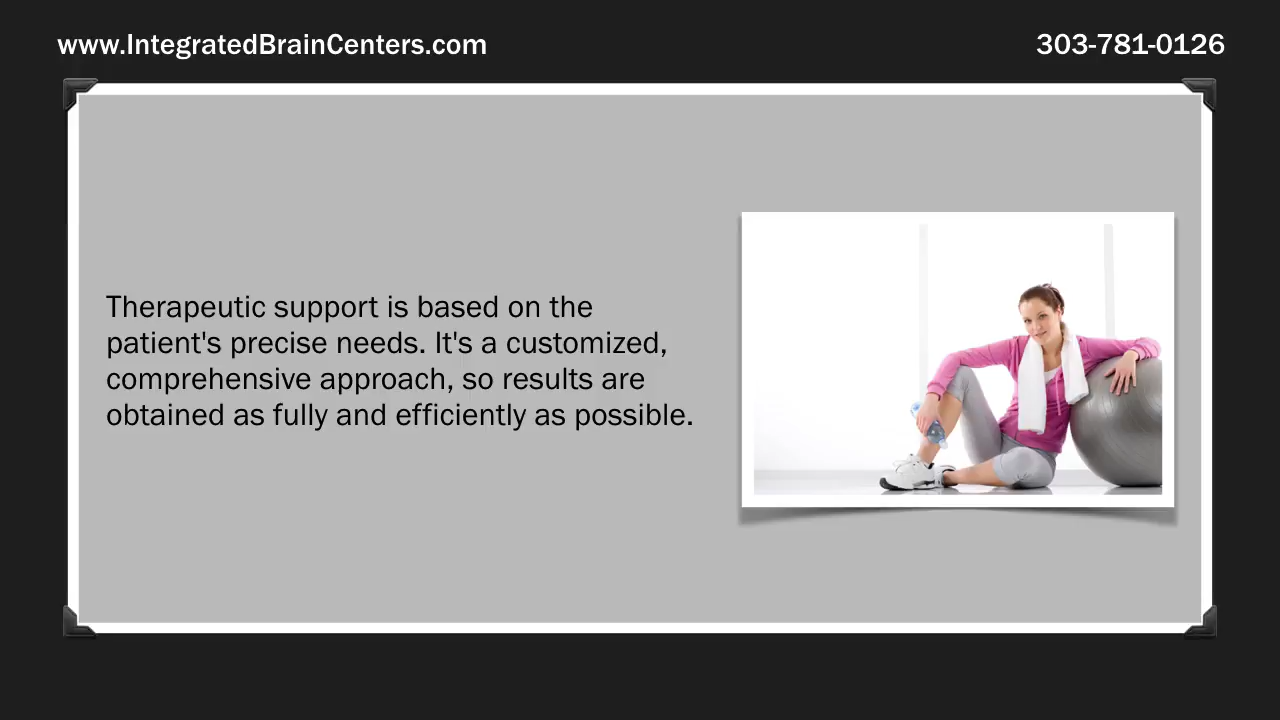 www.IntegratedBrainCenters.com
303-781-0126
Therapeutic support is based on the
patient's precise needs. It's a customized,
comprehensive approach, so results are
obtained as fully and efficiently as possible.